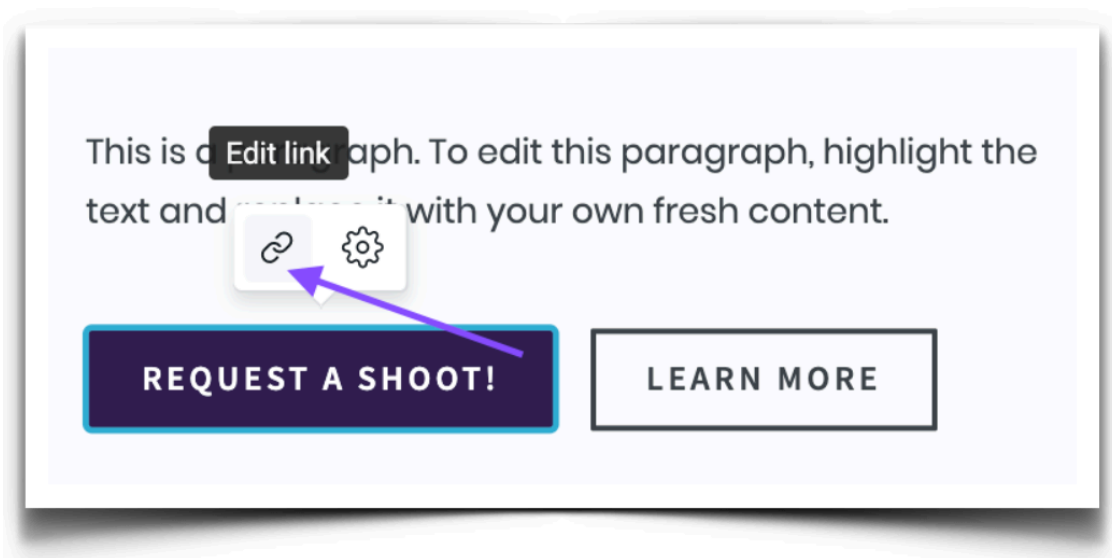 This is a aph. To edit this paragraph, highlight the
Edit link
text and it with your own fresh content.
REQUEST A SHOOT!
LEARN MORE